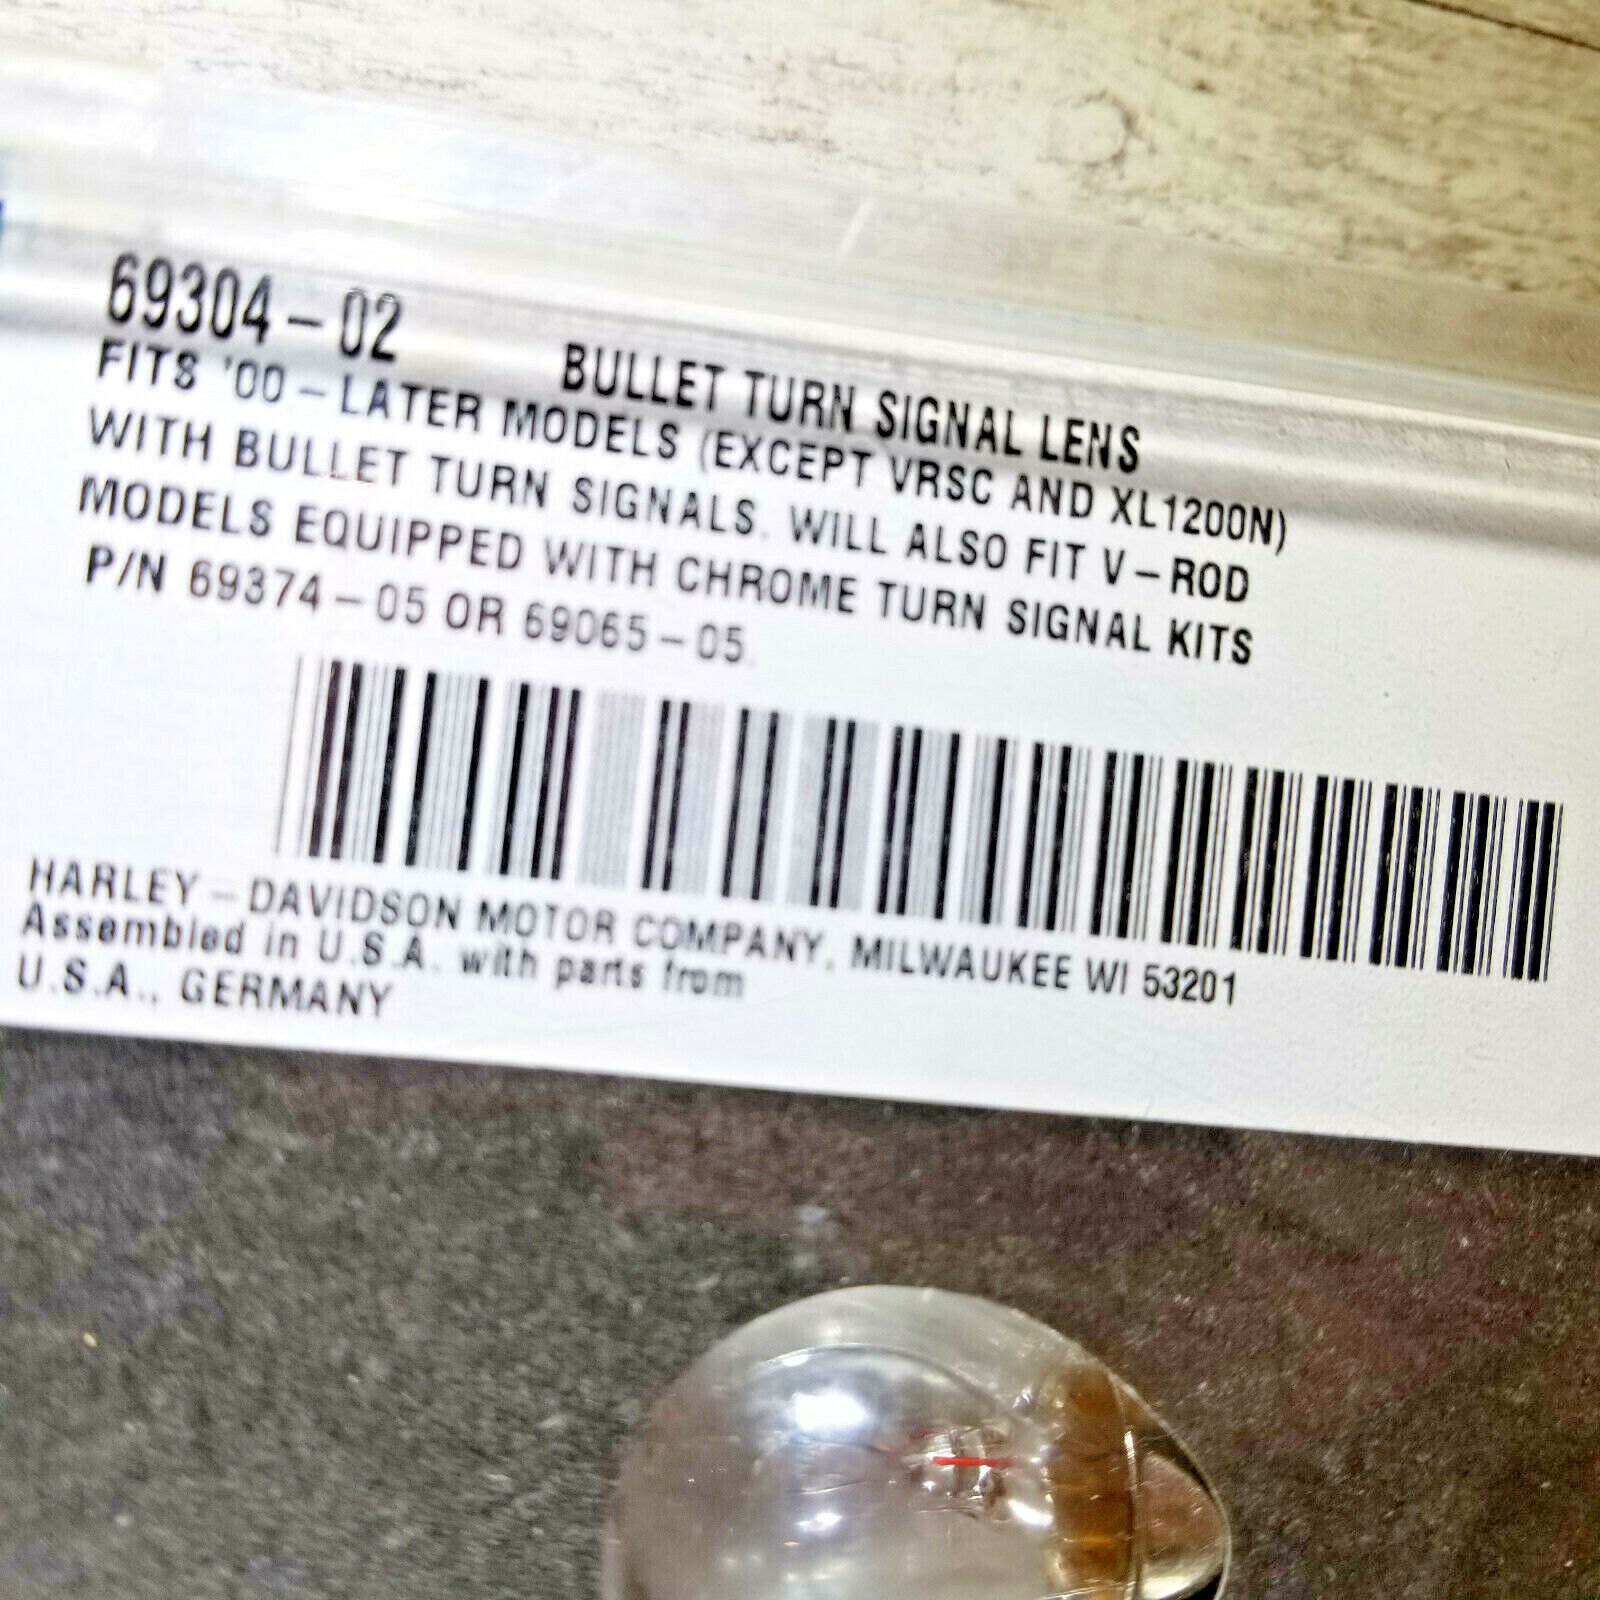 69304-02 BULLET TURN SIGNAL LENS
FITS '00-LATER MODELS (EXCEPT VRSC AND XL1200N)
WITH BULLET TURN SIGNALS. WILL ALSO FIT V-ROD
MODELS EQUIPPED WITH CHROME TURN SIGNAL KITS
P/N 69374-05 OR 69065-05.
HARLEY-DAVIDSON MOTOR COMPANY, MILWAUKEE WI 53201
Assembled in U.S.A. with parts from
U.S.A., GERMANY